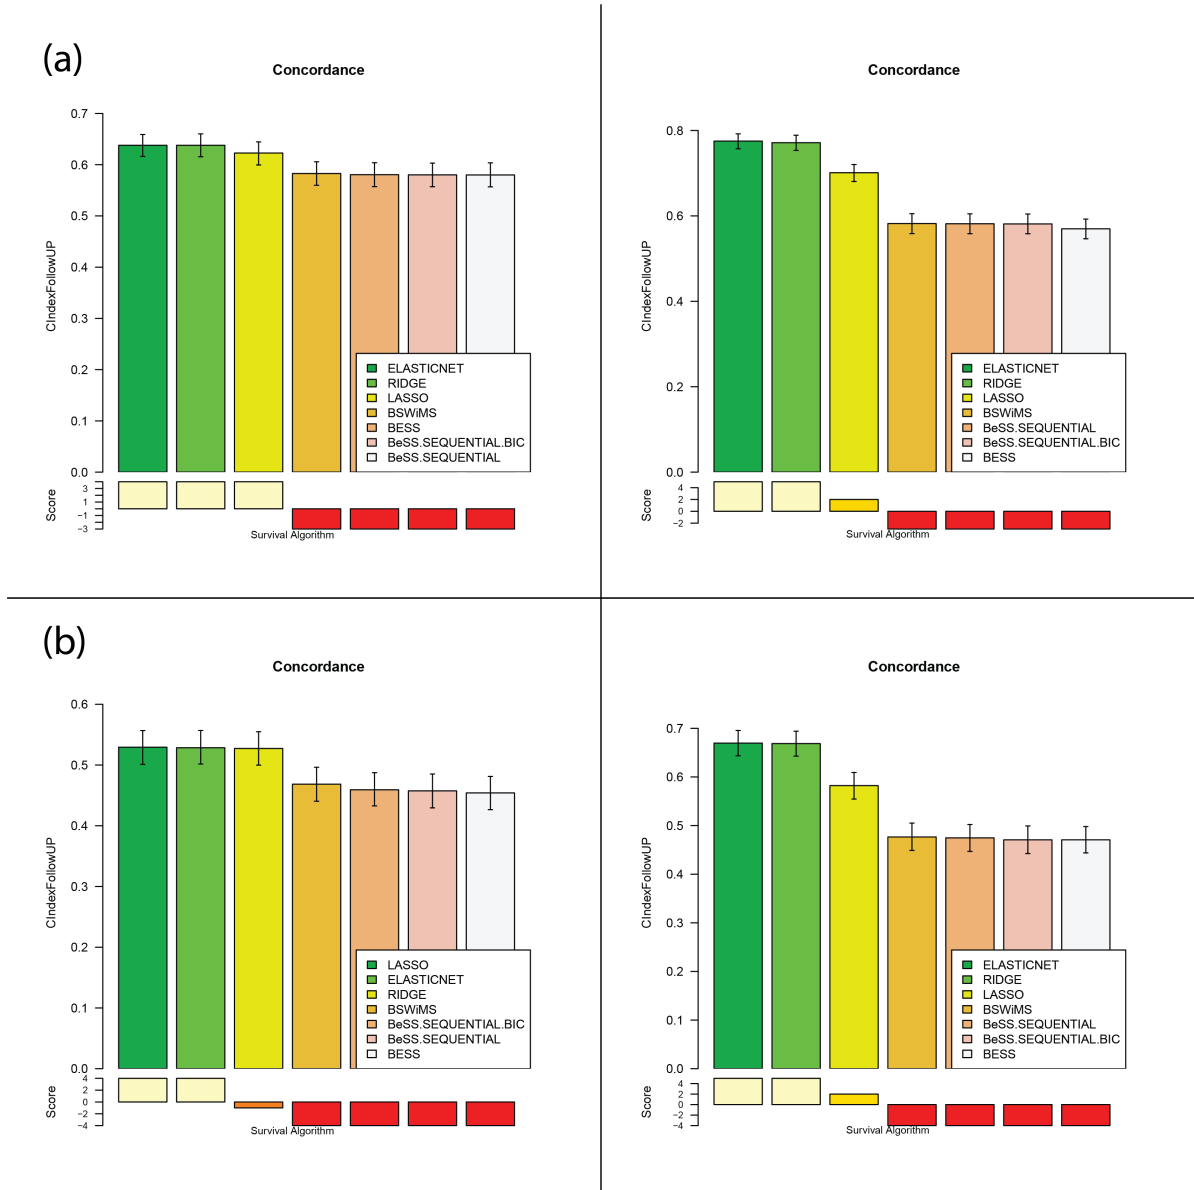 (a)
Concordance
CIndexFollowUP
0.7
0.6
0.5
0.4
0.3
0.2
0.1
0.0
ELASTICNET
RIDGE
LASSO
BSWiMS
BESS
BeSS.SEQUENTIAL.BIC
BeSS.SEQUENTIAL
Score
3
1
−1
−3
Survival Algorithm
Concordance
CIndexFollowUP
0.8
0.6
0.4
0.2
0.0
ELASTICNET
RIDGE
LASSO
BSWiMS
BeSS.SEQUENTIAL
BeSS.SEQUENTIAL.BIC
BESS
Score
4
2
0
−2
Survival Algorithm
(b)
Concordance
CIndexFollowUP
0.6
0.5
0.4
0.3
0.2
0.1
0.0
LASSO
ELASTICNET
RIDGE
BSWiMS
BeSS.SEQUENTIAL.BIC
BeSS.SEQUENTIAL
BESS
Score
4
2
0
−2
−4
Survival Algorithm
Concordance
CIndexFollowUP
0.7
0.6
0.5
0.4
0.3
0.2
0.1
0.0
ELASTICNET
RIDGE
LASSO
BSWiMS
BeSS.SEQUENTIAL
BeSS.SEQUENTIAL.BIC
BESS
Score
4
2
0
−2
−4
Survival Algorithm